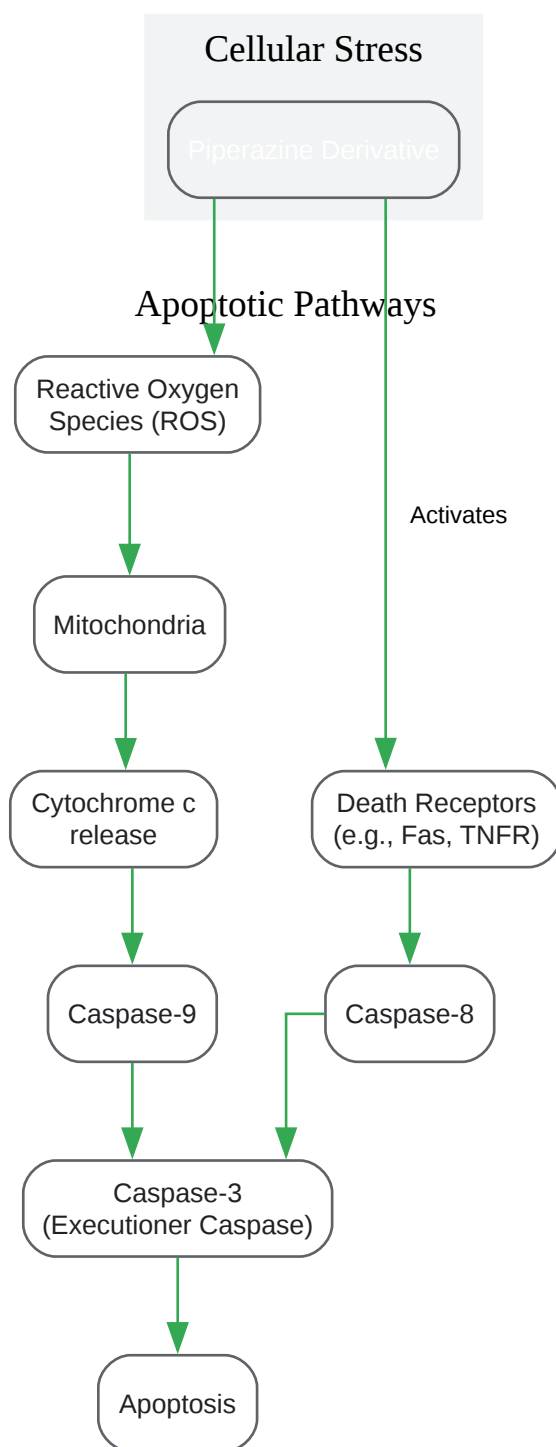 Cellular Stress
Piperazine Derivative
Apoptotic Pathways
Reactive Oxygen
Species (ROS)
Activates
Mitochondria
Cytochrome c
release
Death Receptors
(e.g., Fas, TNFR)
Caspase-9
Caspase-8
Caspase-3
(Executioner Caspase)
Apoptosis